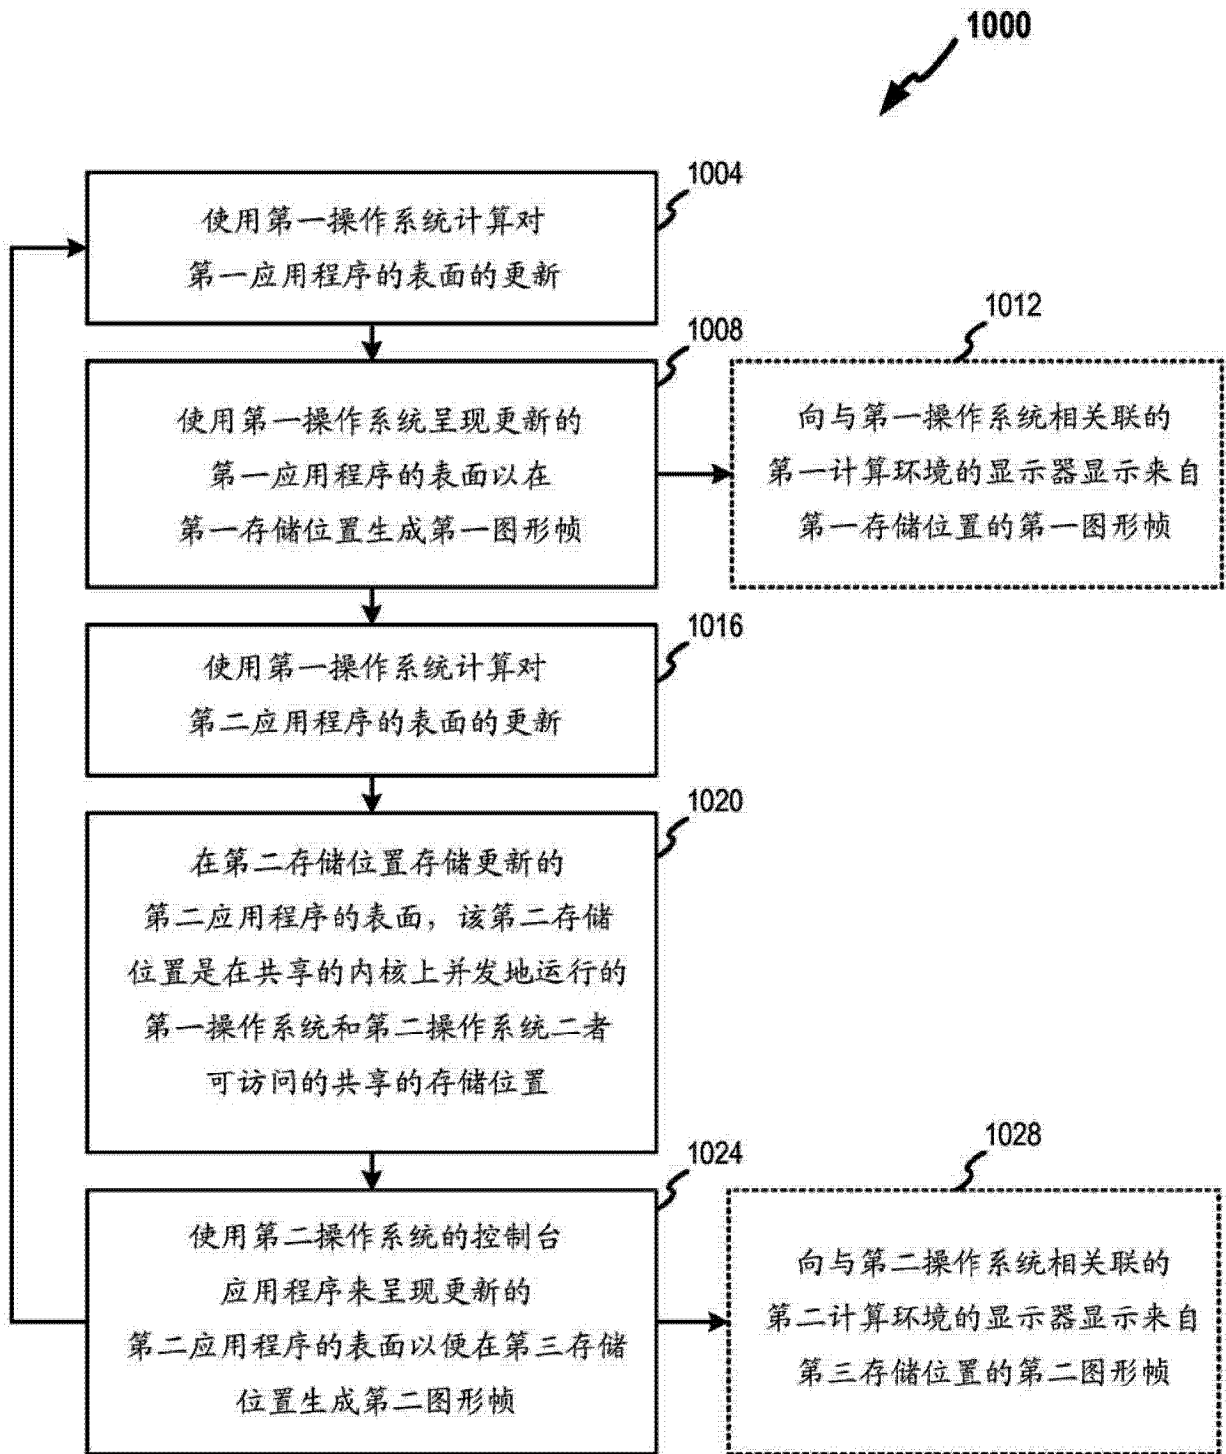 1000
1004
使用第一操作系统计算对
第一应用程序的表面的更新
1008
使用第一操作系统呈现更新的
第一应用程序的表面以在
第一存储位置生成第一图形帧
1012
向与第一操作系统相关联的
第一计算环境的显示器显示来自
第一存储位置的第一图形帧
1016
使用第一操作系统计算对
第二应用程序的表面的更新
1020
在第二存储位置存储更新的
第二应用程序的表面，该第二存储
位置是在共享的内核上并发地运行的
第一操作系统和第二操作系统二者
可访问的共享的存储位置
1024
使用第二操作系统的控制台
应用程序来呈现更新的
第二应用程序的表面以便在第三存储
位置生成第二图形帧
1028
向与第二操作系统相关联的
第二计算环境的显示器显示来自
第三存储位置的第二图形帧